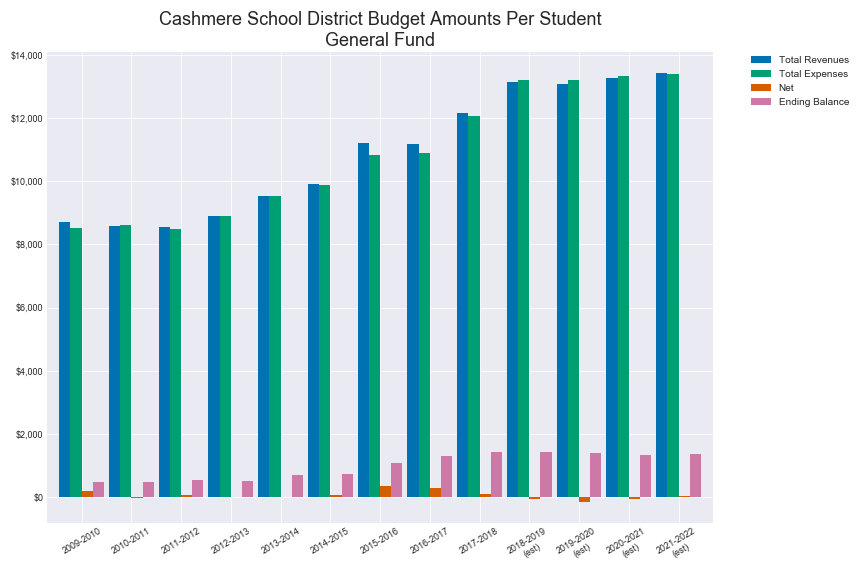 Cashmere School District Budget Amounts Per Student
General Fund
$14,000
$12,000
$10,000
$8,000
$6,000
$4,000
$2,000
$0
2009-2010
2010-2011
2011-2012
2012-2013
2013-2014
2014-2015
2015-2016
2016-2017
2017-2018
2018-2019
(est)
2019-2020
(est)
2020-2021
(est)
2021-2022
(est)
Total Revenues
Total Expenses
Net
Ending Balance